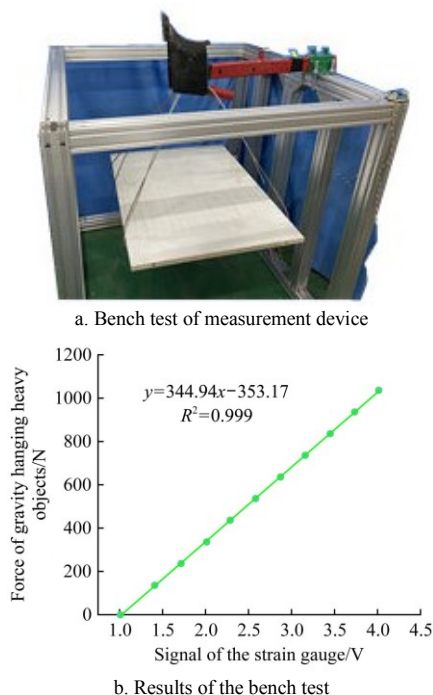 a. Bench test of measurement device
1200
1000
800
600
400
200
0
Force of gravity hanging heavy
objects/N
y=344.94x−353.17
R²=0.999
1.0 1.5 2.0 2.5 3.0 3.5 4.0 4.5
Signal of the strain gauge/V
b. Results of the bench test